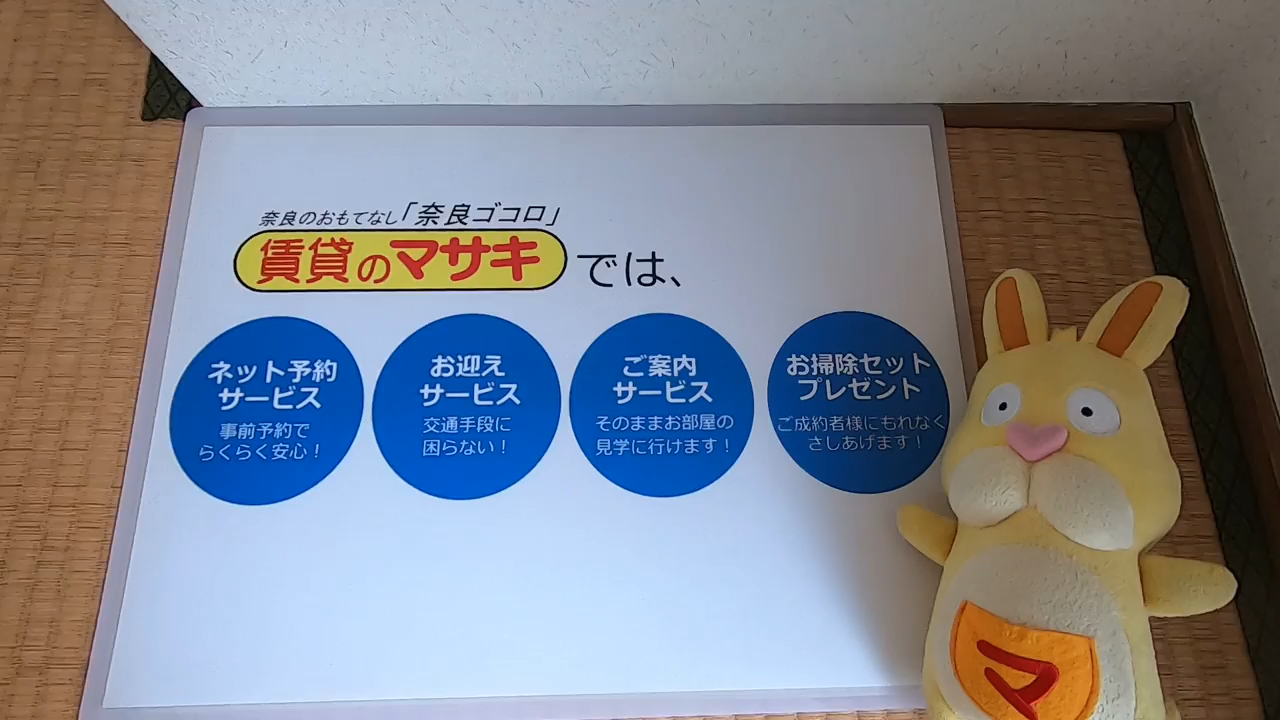 奈良のおもてなし「奈良ゴコロ」
賃貸のマサキでは、
ネット予約
サービス
事前予約で
らくらく安心！
お迎え
サービス
交通手段に
困らない！
ご案内
サービス
そのままお部屋の
見学に行けます！
お掃除セット
プレゼント
ご成約者様にもれなく
さしあげます！
マ